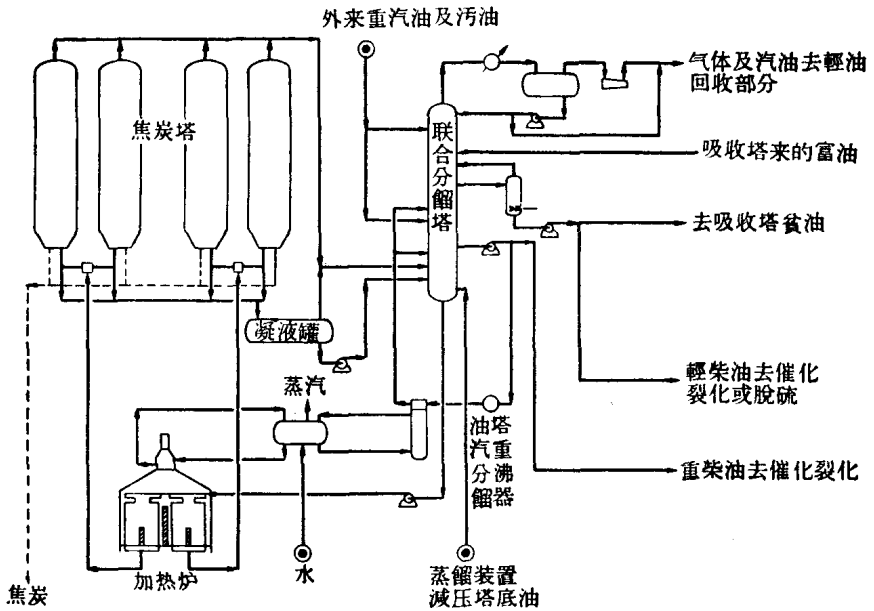 外来重汽油及污油
气体及汽油去輕油
回收部分
焦炭塔
联合分餾塔
吸收塔来的富油
去吸收塔贫油
凝液罐
輕柴油去催化
裂化或脫硫
蒸汽
油塔
汽重
分沸
餾器
重柴油去催化裂化
加热炉
水
蒸餾装置
減压塔底油
焦炭